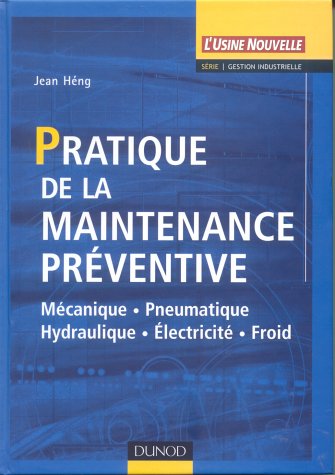 L'USINE NOUVELLE
SÉRIE | GESTION INDUSTRIELLE
Jean Héng
PRATIQUE
DE LA
MAINTENANCE
PRÉVENTIVE
Mécanique • Pneumatique
Hydraulique • Électricité • Froid
DUNOD